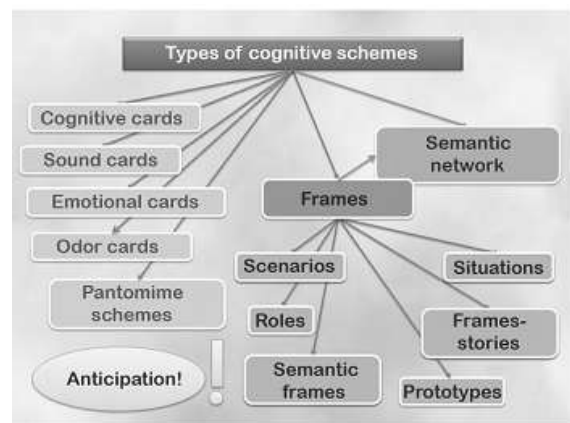 Types of cognitive schemes
Cognitive cards
Sound cards
Emotional cards
Odor cards
Pantomime
schemes
Semantic
network
Frames
Scenarios
Situations
Roles
Frames-
stories
Semantic
frames
Prototypes
Anticipation!
!